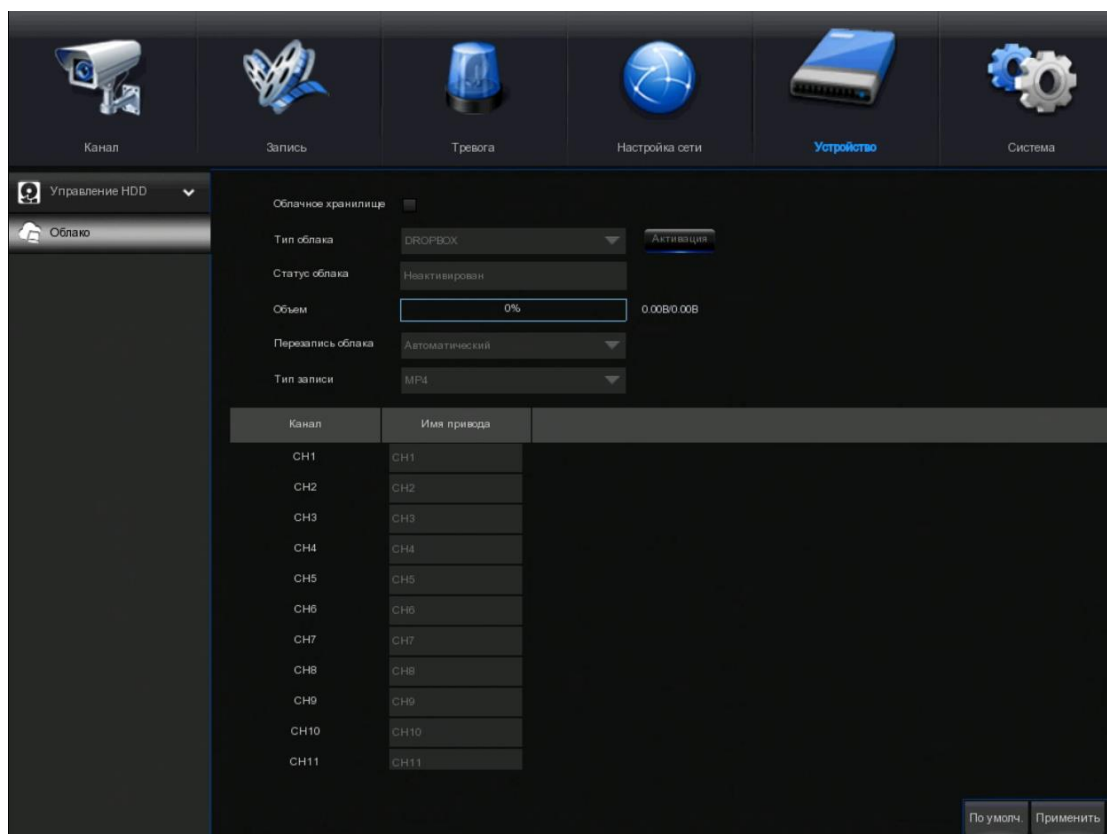 Канал Запись Тревога Настройка сети Устройство Система
Управление HDD
Облако
Облачное хранилище
Тип облака DROPBOX Активация
Статус облака Неактивирован
Объем 0% 0.00B/0.00B
Перезапись облака Автоматический
Тип записи MP4
Канал Имя привода
CH1 CH1
CH2 CH2
CH3 CH3
CH4 CH4
CH5 CH5
CH6 CH6
CH7 CH7
CH8 CH8
CH9 CH9
CH10 CH10
CH11 CH11
По умолч. Применить